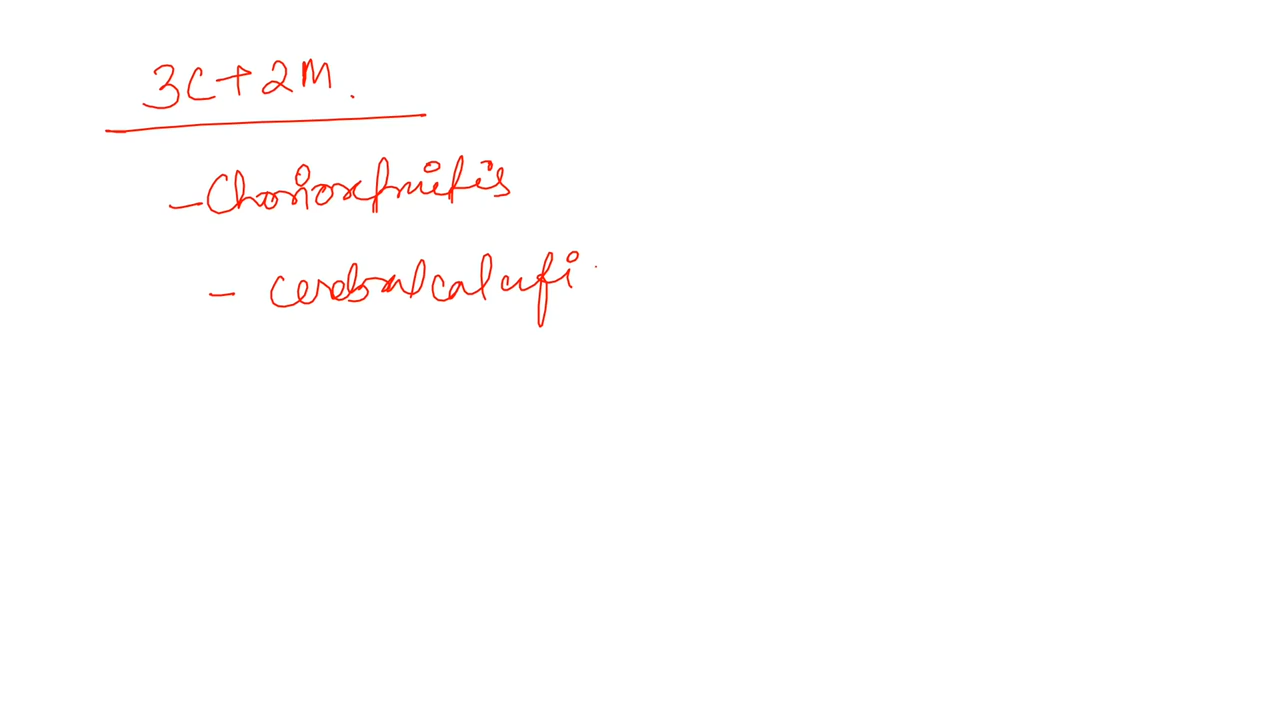 3C+2M.
- Chorioretinitis
- cerebral calcifi